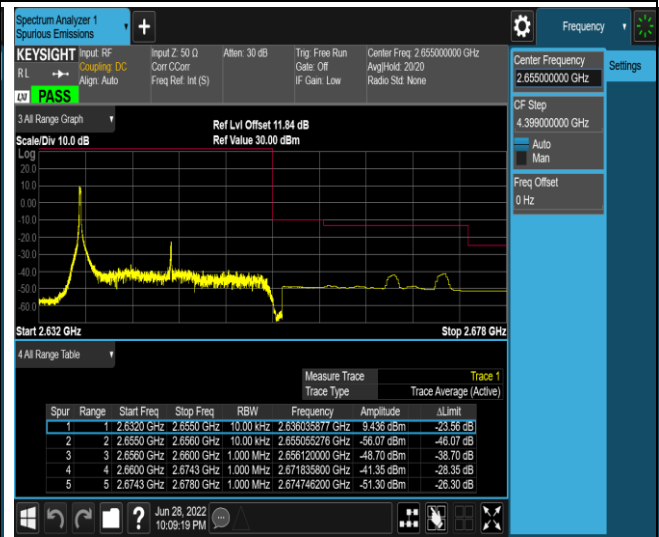 Spectrum Analyzer 1
Spurious Emissions
+
Frequency
KEYSIGHT Input: RF Input Z: 50 Ω Atten: 30 dB Trig: Free Run Center Freq: 2.655000000 GHz
RL Coupling: DC Corr CCorr Gate: Off Avg|Hold: 20/20
Align: Auto Freq Ref: Int (S) IF Gain: Low Radio Std: None
LXI PASS
Center Frequency
2.655000000 GHz
Settings
CF Step
4.399000000 GHz
Auto
Man
Freq Offset
0 Hz
3 All Range Graph
Ref Lvl Offset 11.84 dB
Scale/Div 10.0 dB Ref Value 30.00 dBm
Log
20.0
10.0
0.00
-10.0
-20.0
-30.0
-40.0
-50.0
-60.0
Start 2.632 GHz Stop 2.678 GHz
4 All Range Table
Measure Trace Trace 1
Trace Type Trace Average (Active)
Spur Range Start Freq Stop Freq RBW Frequency Amplitude ΔLimit
1 1 2.6320 GHz 2.6550 GHz 10.00 kHz 2.636035877 GHz 9.436 dBm -23.56 dB
2 2 2.6550 GHz 2.6560 GHz 10.00 kHz 2.655055276 GHz -56.07 dBm -46.07 dB
3 3 2.6560 GHz 2.6600 GHz 1.000 MHz 2.656120000 GHz -48.70 dBm -38.70 dB
4 4 2.6600 GHz 2.6743 GHz 1.000 MHz 2.671835800 GHz -41.35 dBm -28.35 dB
5 5 2.6743 GHz 2.6780 GHz 1.000 MHz 2.674746200 GHz -51.30 dBm -26.30 dB
?
Jun 28, 2022
10:09:19 PM